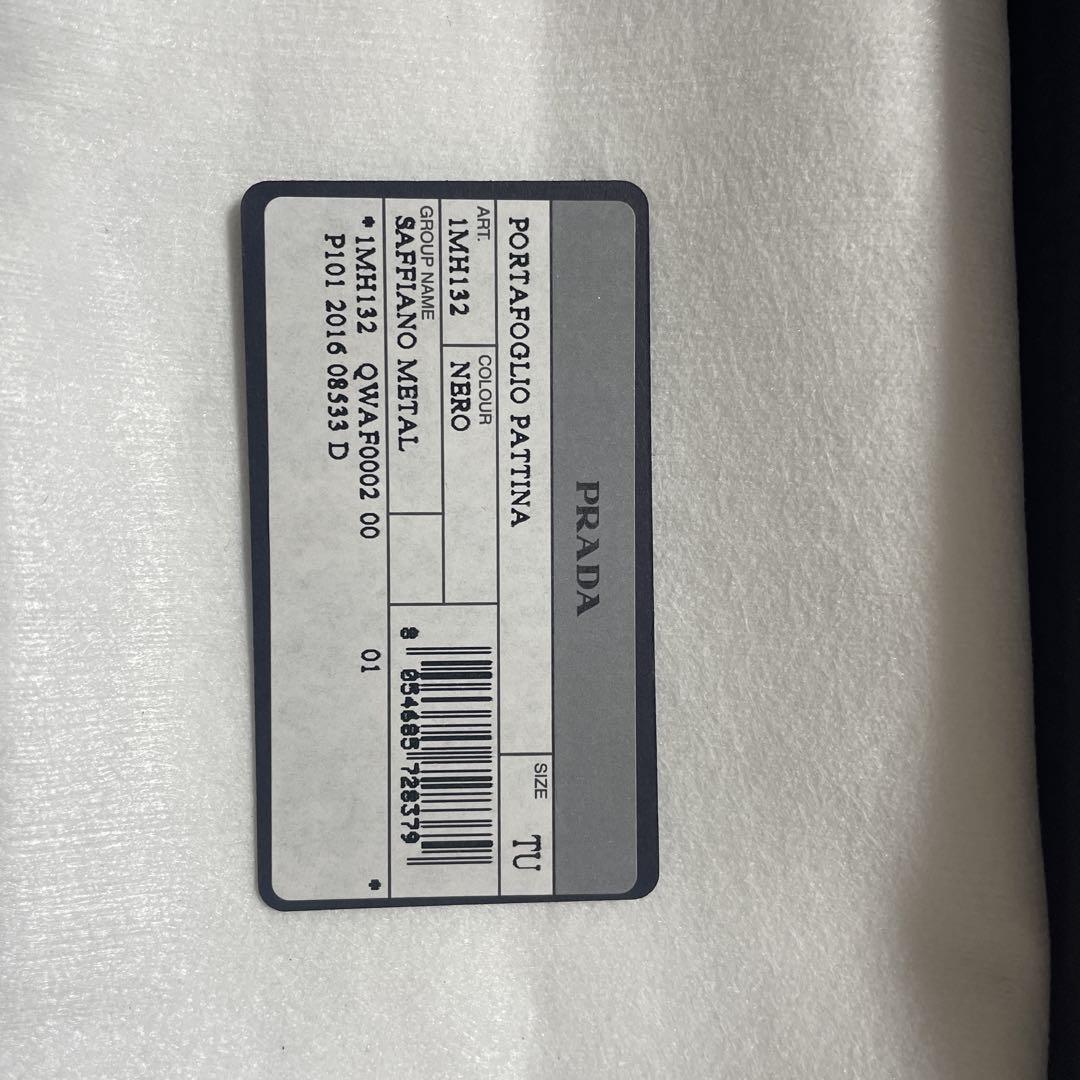 PRADA
PORTAFOGLIO PATTINA
SIZE
TU
ART.
1MH132
COLOUR
NERO
GROUP NAME
SAFFIANO METAL
8 054685 728379
*1MH132 QWAF0002 00 01 *
P101 2016 08533 D